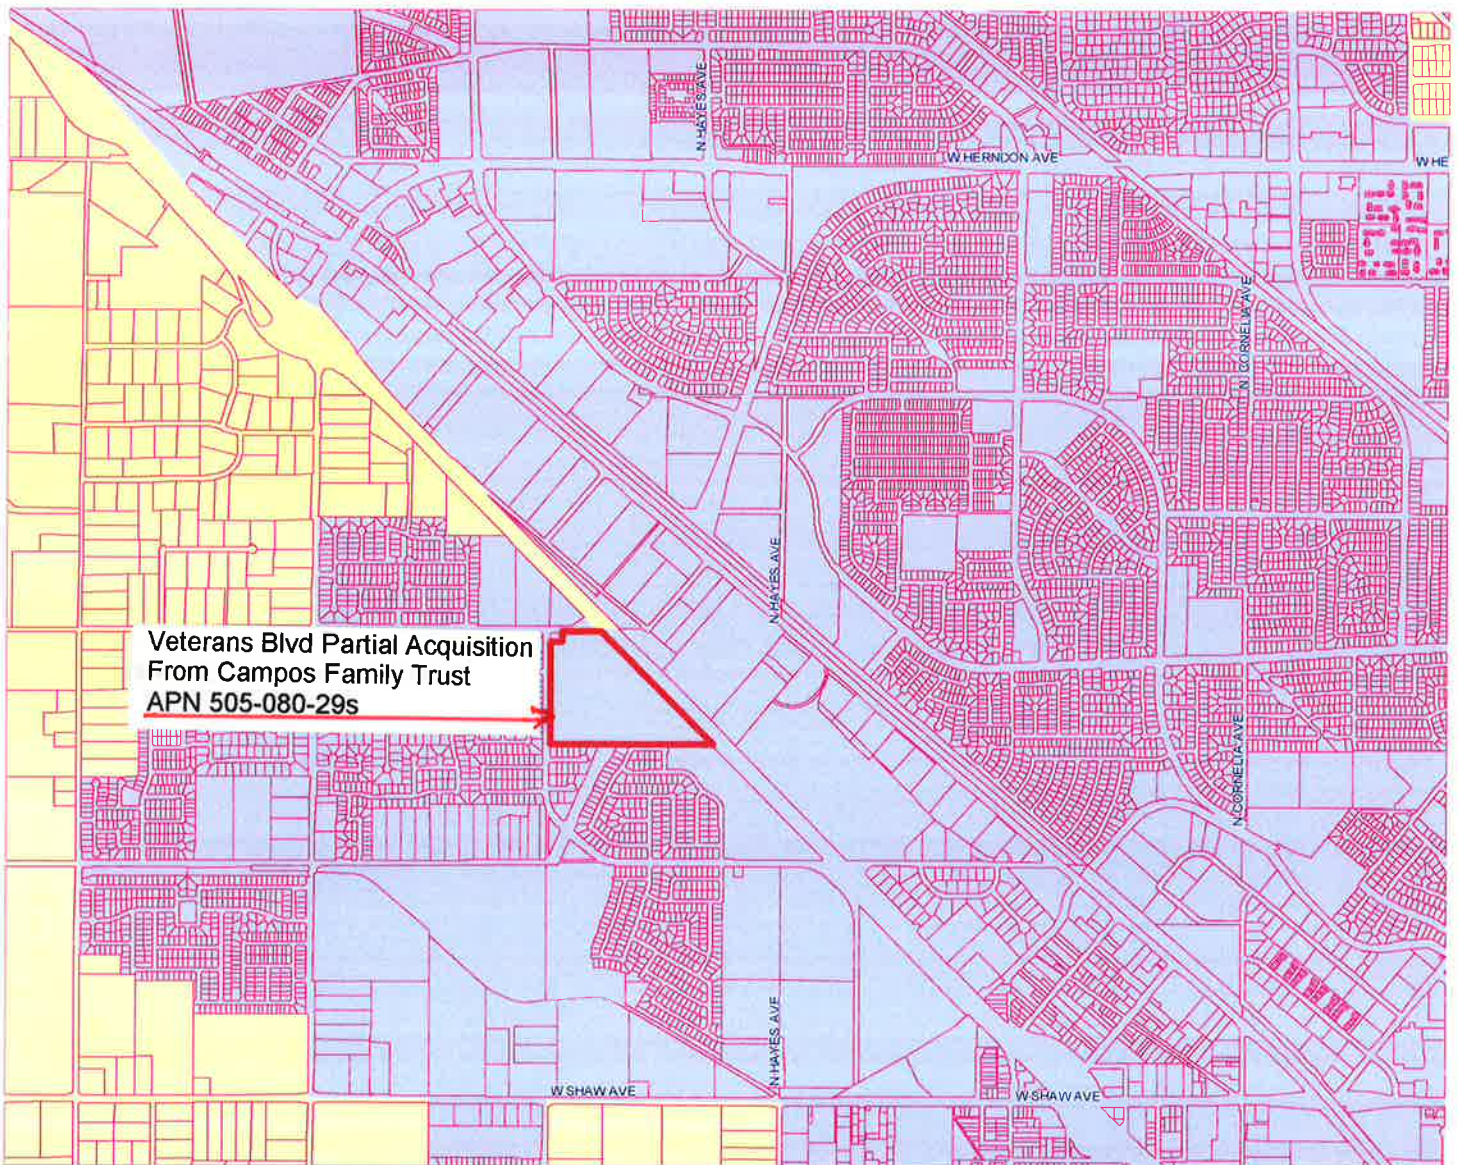 N HAYES AVE
W HERNDON AVE
W HE
N CORNELIA AVE
N HAYES AVE
Veterans Blvd Partial Acquisition
From Campos Family Trust
APN 505-080-29s
N CORNELIA AVE
N HAYES AVE
W SHAW AVE
W SHAW AVE